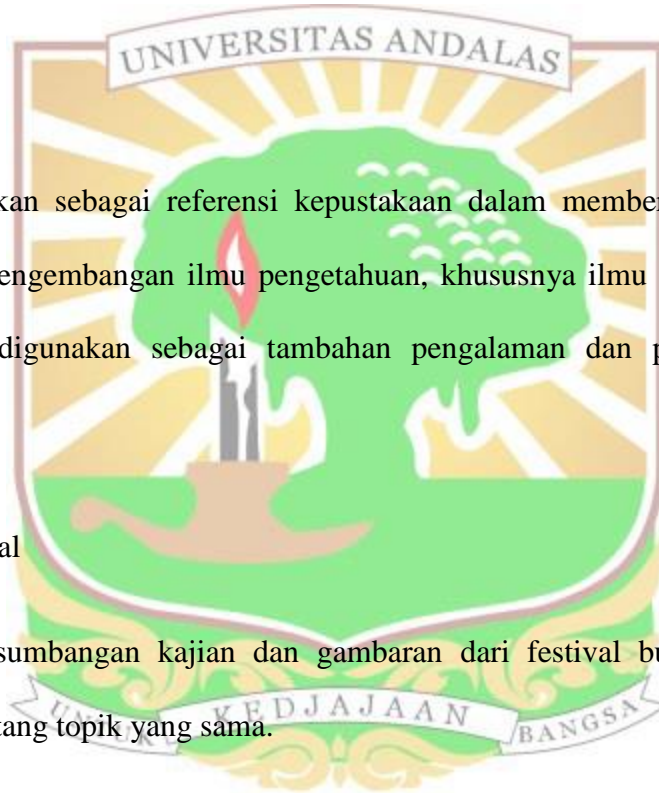 UNIVERSITAS ANDALAS
kan sebagai referensi kepustakaan dalam member
engembangan ilmu pengetahuan, khususnya ilmu
digunakan sebagai tambahan pengalaman dan p
al
sumbangan kajian dan gambaran dari festival bu
tang topik yang sama.
UNTUK KEDJAJAAN BANGSA